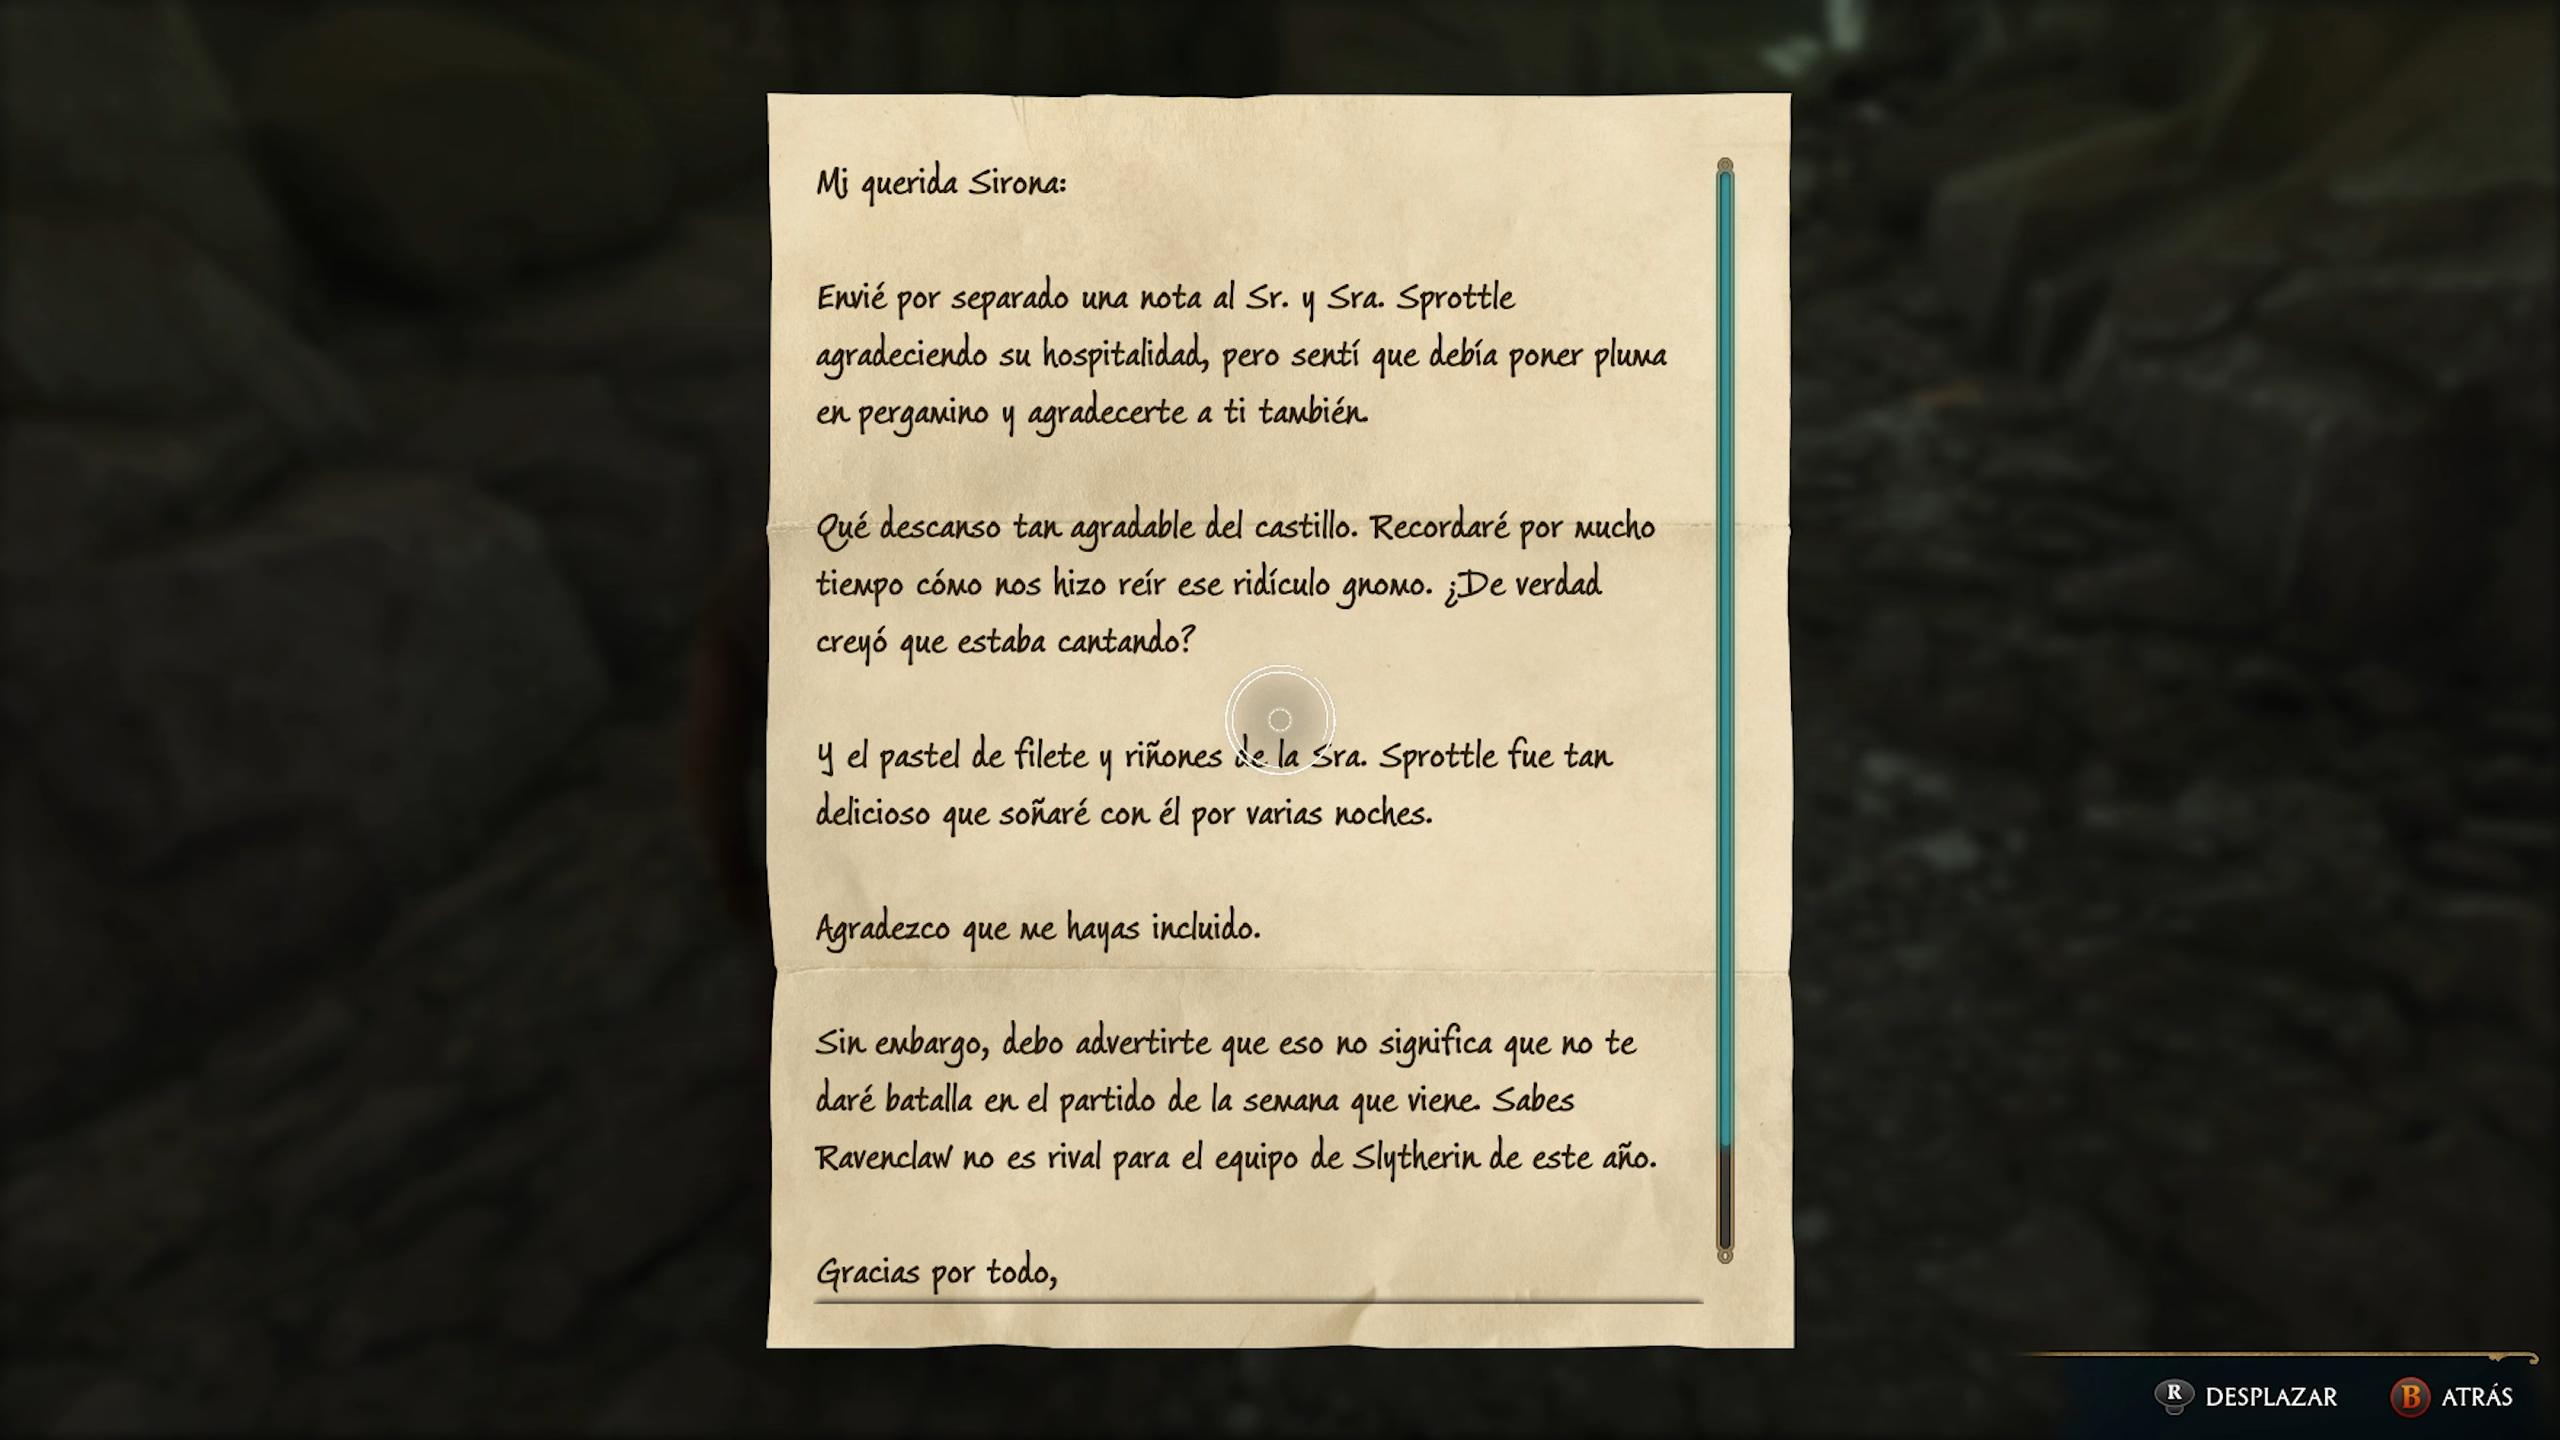 Mi querida Sirona:
Envié por separado una nota al Sr. y Sra. Sprottle
agradeciendo su hospitalidad, pero sentí que debía poner pluma
en pergamino y agradecerte a ti también.
Qué descanso tan agradable del castillo. Recordaré por mucho
tiempo cómo nos hizo reír ese ridículo gnomo. ¿De verdad
creyó que estaba cantando?
Y el pastel de filete y riñones de la Sra. Sprottle fue tan
delicioso que soñaré con él por varias noches.
Agradezco que me hayas incluido.
Sin embargo, debo advertirte que eso no significa que no te
daré batalla en el partido de la semana que viene. Sabes
Ravenclaw no es rival para el equipo de Slytherin de este año.
Gracias por todo,
R DESPLAZAR B ATRÁS